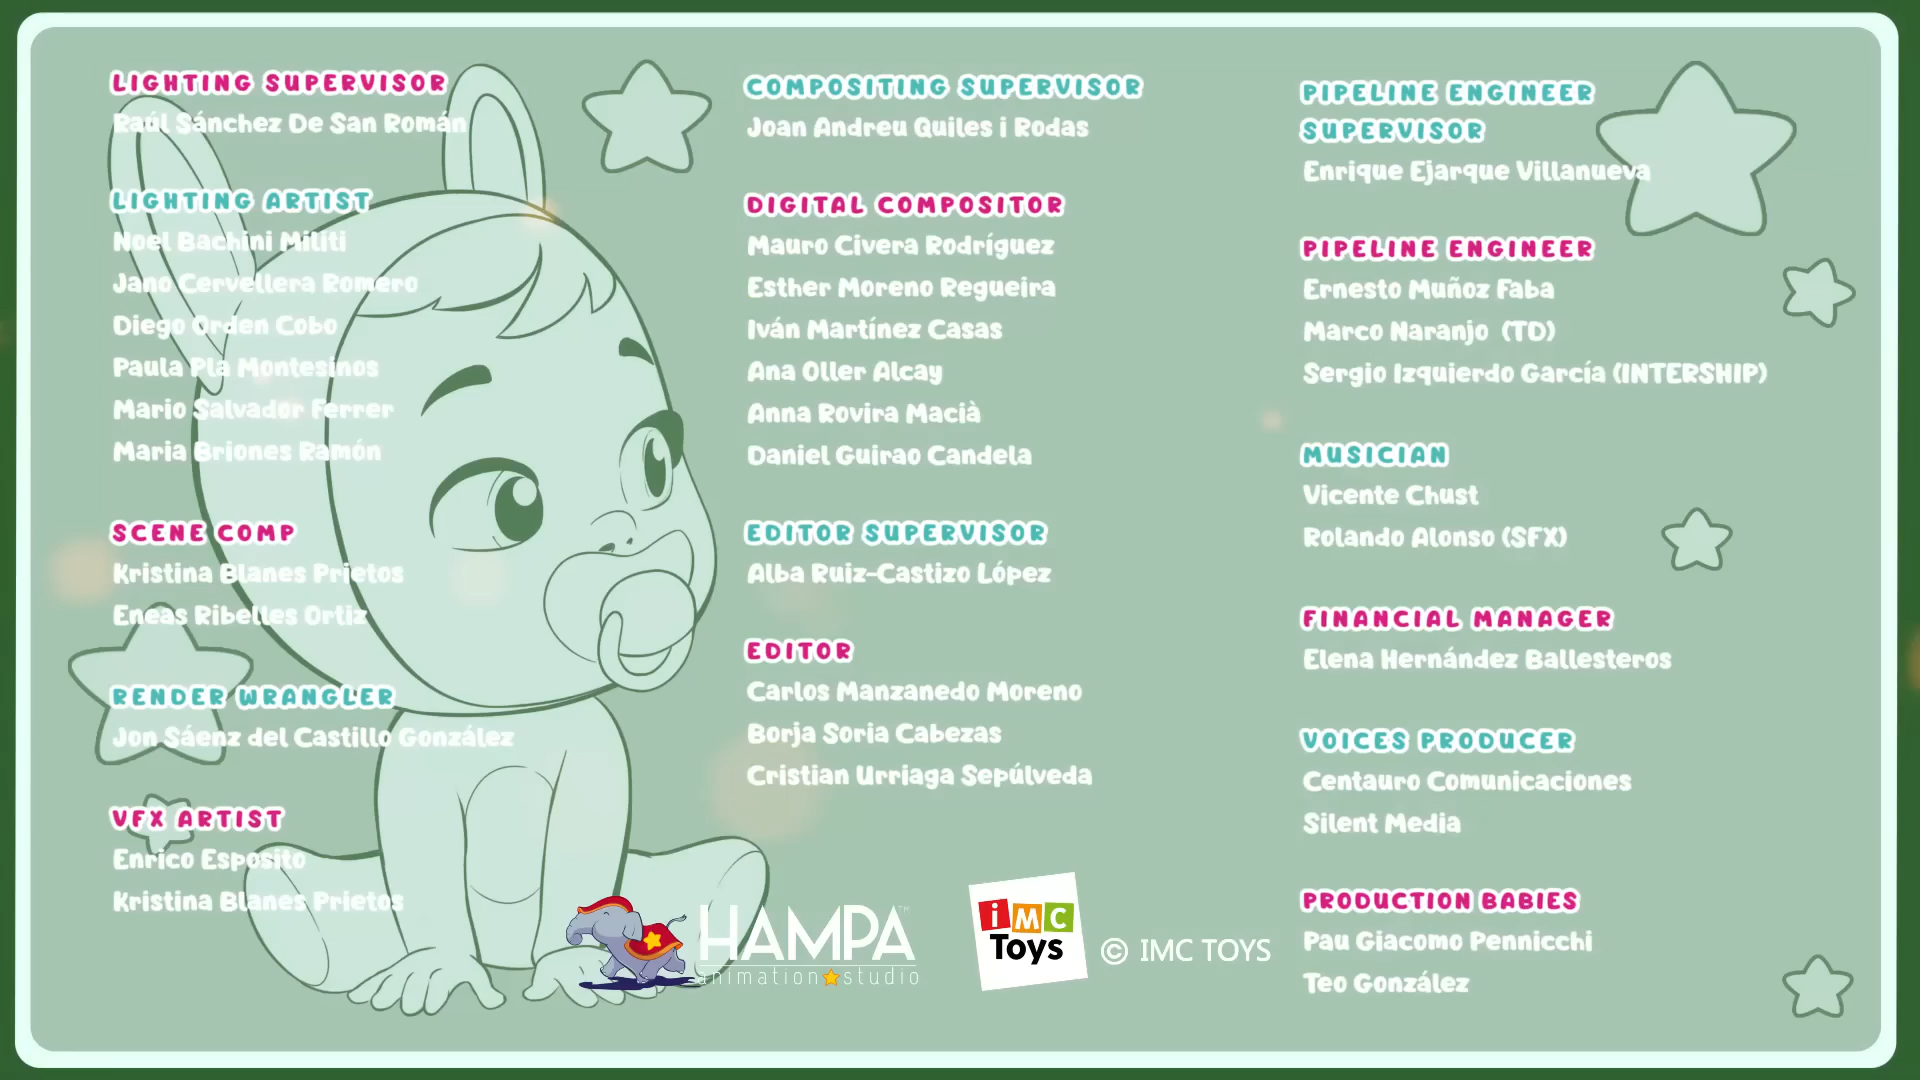 LIGHTING SUPERVISOR
Raúl Sánchez De San Román
LIGHTING ARTIST
Noel Bachini Militi
Jano Cervellera Romero
Diego Orden Cobo
Paula Pla Montesinos
Mario Salvador Ferrer
Maria Briones Ramón
SCENE COMP
Kristina Blanes Prietos
Eneas Ribelles Ortiz
RENDER WRANGLER
Jon Sáenz del Castillo González
VFX ARTIST
Enrico Esposito
Kristina Blanes Prietos
COMPOSITING SUPERVISOR
Joan Andreu Quiles i Rodas
DIGITAL COMPOSITOR
Mauro Civera Rodríguez
Esther Moreno Regueira
Iván Martínez Casas
Ana Oller Alcay
Anna Rovira Macià
Daniel Guirao Candela
EDITOR SUPERVISOR
Alba Ruiz-Castizo López
EDITOR
Carlos Manzanedo Moreno
Borja Soria Cabezas
Cristian Urriaga Sepúlveda
HAMPA™
animation studio
iMC
Toys
© IMC TOYS
PIPELINE ENGINEER
SUPERVISOR
Enrique Ejarque Villanueva
PIPELINE ENGINEER
Ernesto Muñoz Faba
Marco Naranjo (TD)
Sergio Izquierdo García (INTERSHIP)
MUSICIAN
Vicente Chust
Rolando Alonso (SFX)
FINANCIAL MANAGER
Elena Hernández Ballesteros
VOICES PRODUCER
Centauro Comunicaciones
Silent Media
PRODUCTION BABIES
Pau Giacomo Pennicchi
Teo González